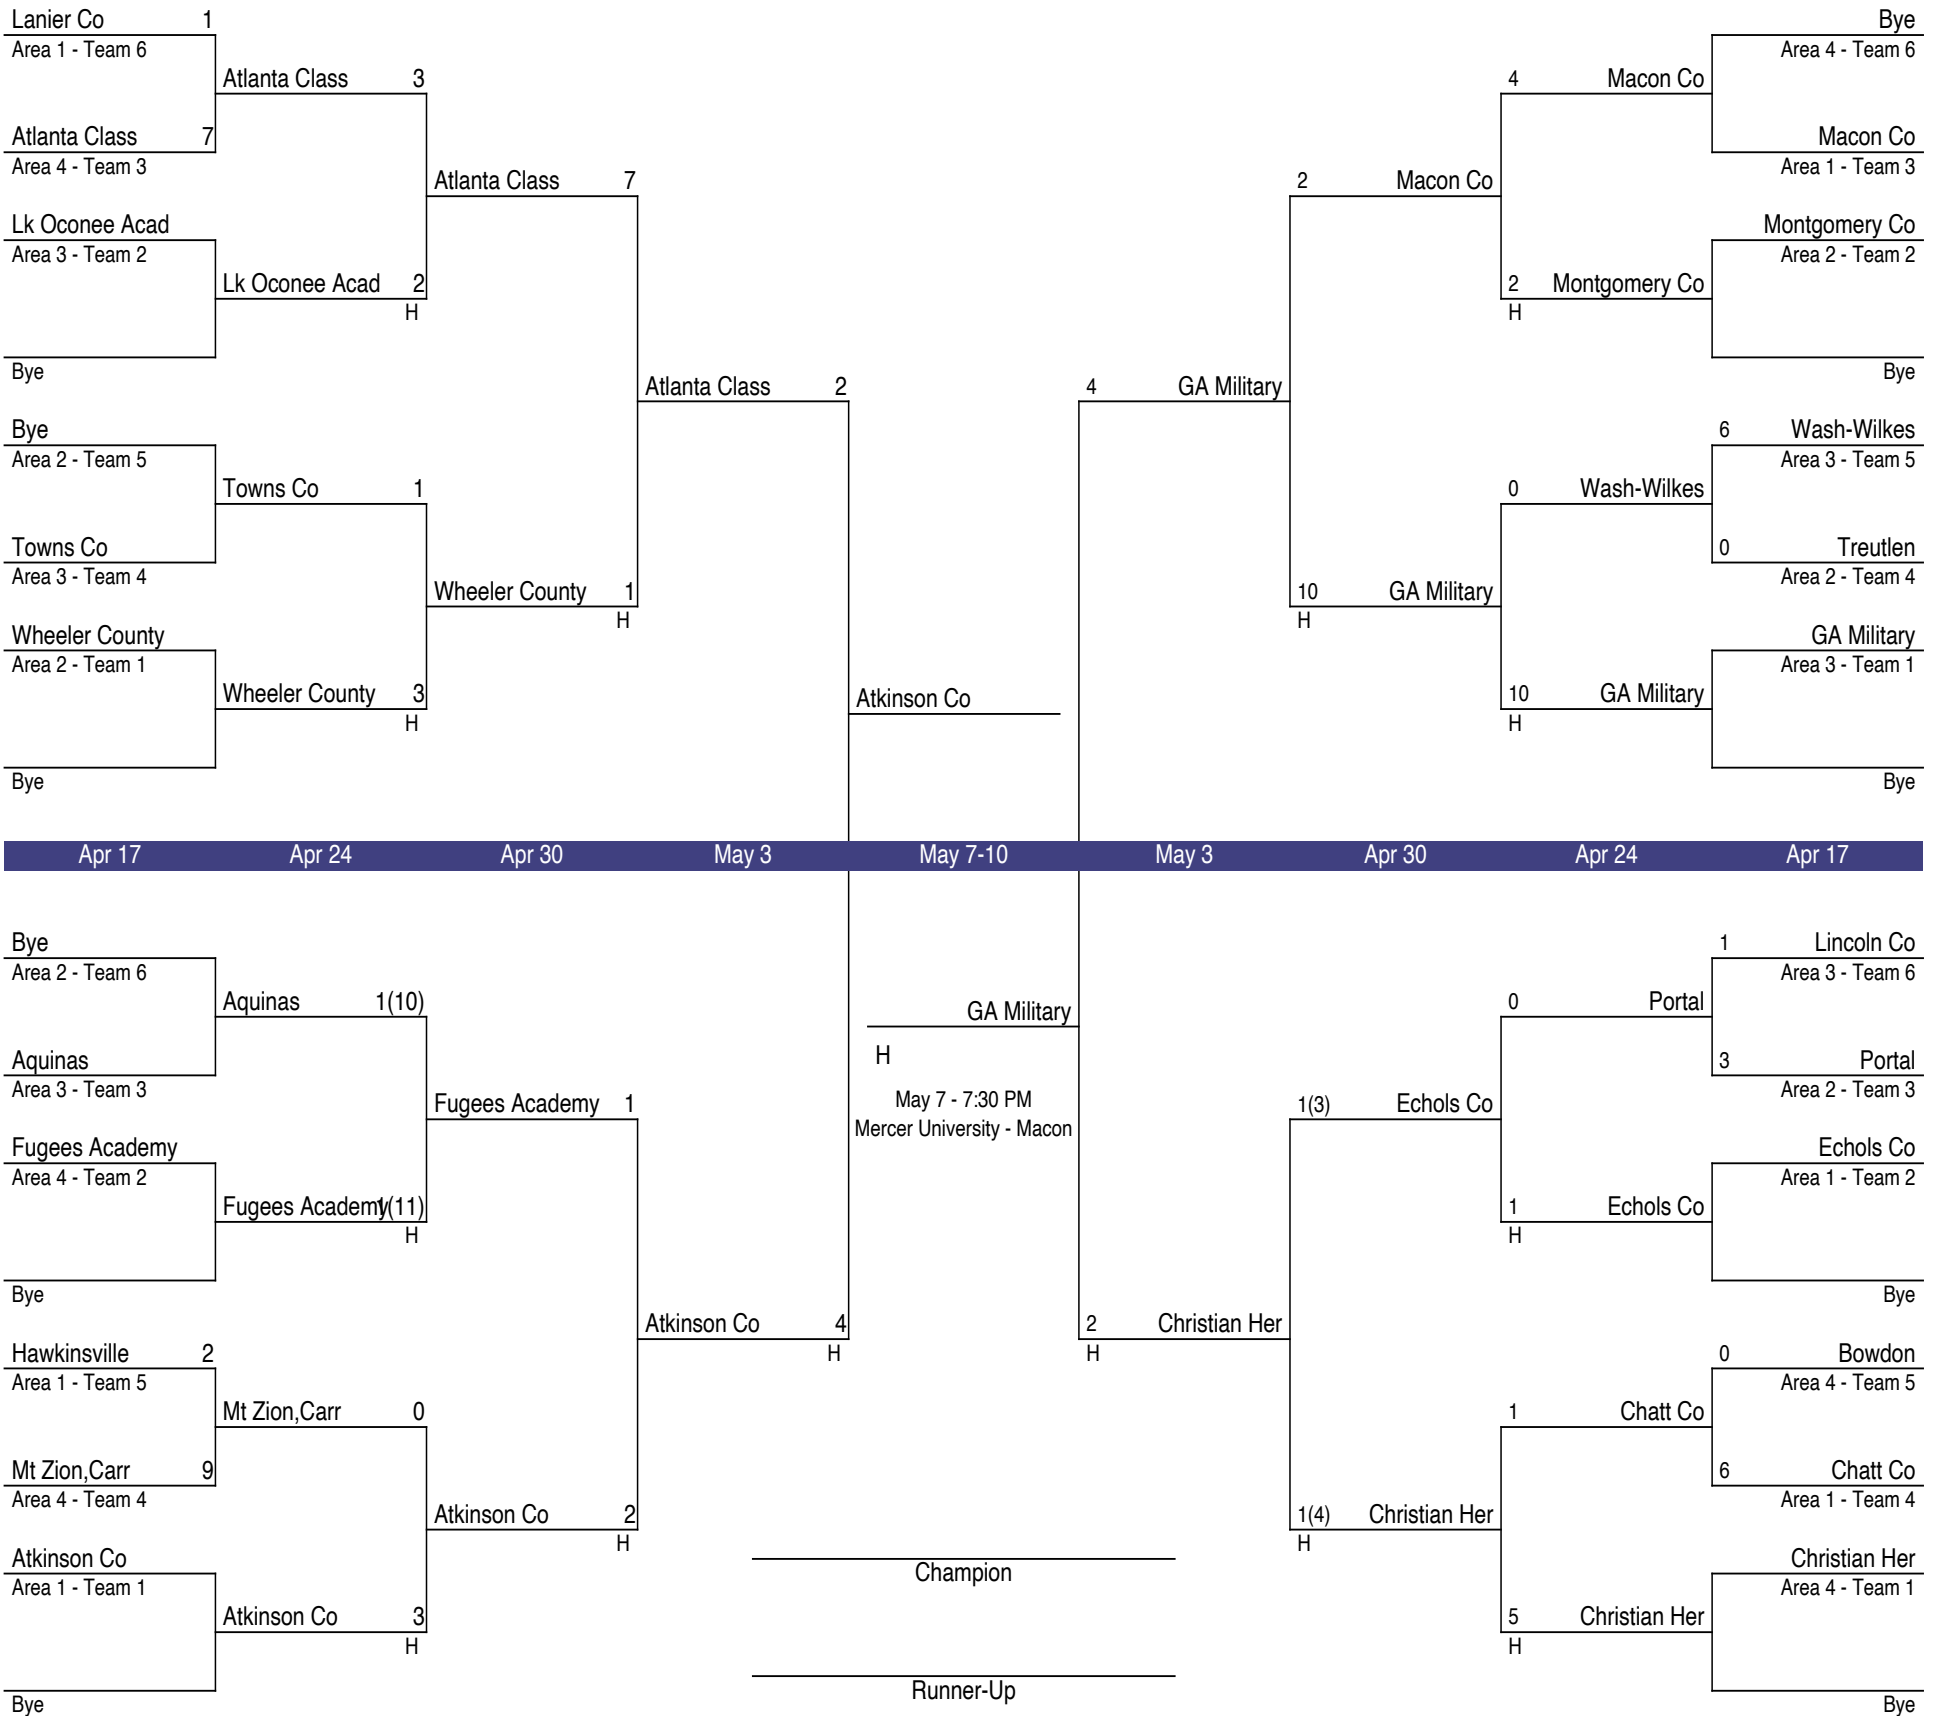 Lanier Co 1
Area 1 - Team 6
Atlanta Class 3
Atlanta Class 7
Area 4 - Team 3
Atlanta Class 7
Lk Oconee Acad
Area 3 - Team 2
Lk Oconee Acad 2
H
Bye
Atlanta Class 2
Bye
Area 2 - Team 5
Towns Co 1
Towns Co
Area 3 - Team 4
Wheeler County 1
H
Wheeler County
Area 2 - Team 1
Wheeler County 3
H
Bye
Atkinson Co
Bye
Area 4 - Team 6
4 Macon Co
Macon Co
Area 1 - Team 3
2 Macon Co
Montgomery Co
Area 2 - Team 2
2 Montgomery Co
H
Bye
4 GA Military
6 Wash-Wilkes
Area 3 - Team 5
0 Wash-Wilkes
0 Treutlen
Area 2 - Team 4
10 GA Military
H
GA Military
Area 3 - Team 1
10 GA Military
H
Bye
Apr 17 Apr 24 Apr 30 May 3 May 7-10 May 3 Apr 30 Apr 24 Apr 17
Bye
Area 2 - Team 6
Aquinas 1(10)
Aquinas
Area 3 - Team 3
Fugees Academy 1
Fugees Academy
Area 4 - Team 2
Fugees Academy 1(11)
H
Bye
Atkinson Co 4
H
Hawkinsville 2
Area 1 - Team 5
Mt Zion,Carr 0
Mt Zion,Carr 9
Area 4 - Team 4
Atkinson Co 2
H
Atkinson Co
Area 1 - Team 1
Atkinson Co 3
H
Bye
GA Military
H
May 7 - 7:30 PM
Mercer University - Macon
Champion
Runner-Up
1 Lincoln Co
Area 3 - Team 6
0 Portal
3 Portal
Area 2 - Team 3
1(3) Echols Co
Echols Co
Area 1 - Team 2
1 Echols Co
H
Bye
2 Christian Her
H
0 Bowdon
Area 4 - Team 5
1 Chatt Co
6 Chatt Co
Area 1 - Team 4
1(4) Christian Her
H
Christian Her
Area 4 - Team 1
5 Christian Her
H
Bye